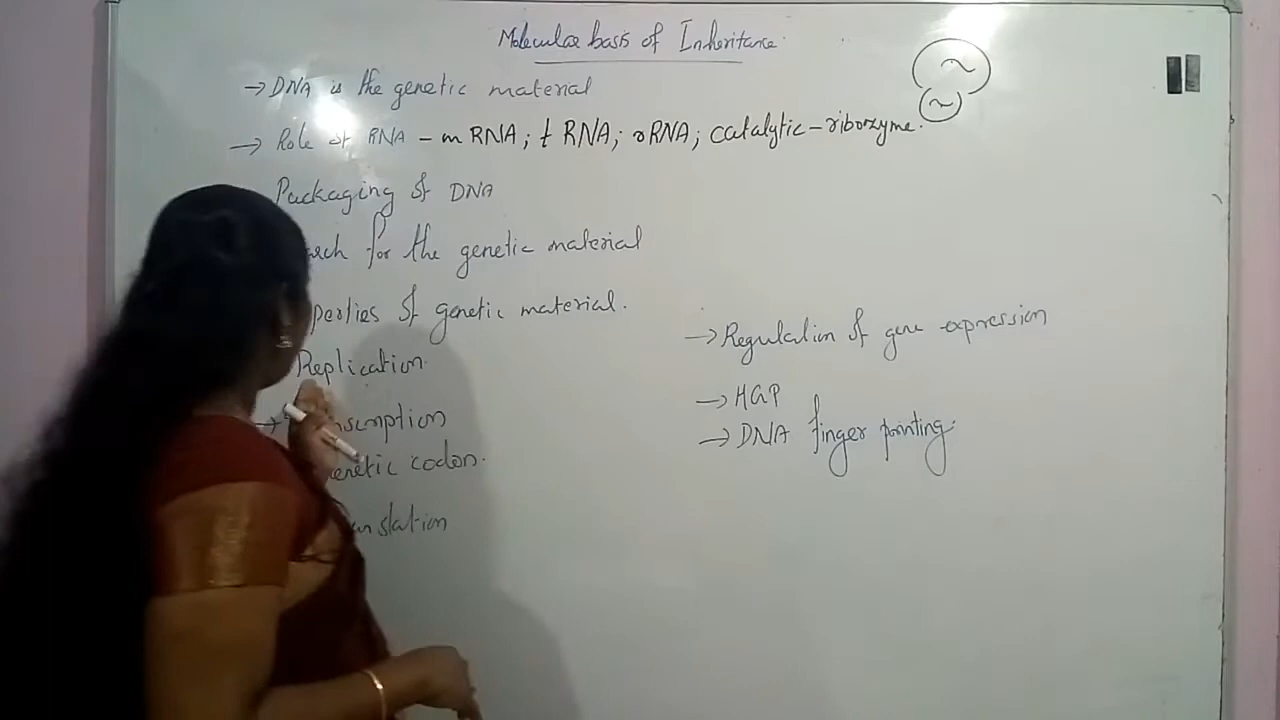 Molecular basis of Inheritance
→ DNA is the genetic material
→ Role of RNA - m RNA; t RNA; r RNA; catalytic - ribozyme.
Packaging of DNA
for the genetic material
of genetic material.
Replication
codon.
→ Regulation of gene expression
→ HGP
→ DNA finger printing.